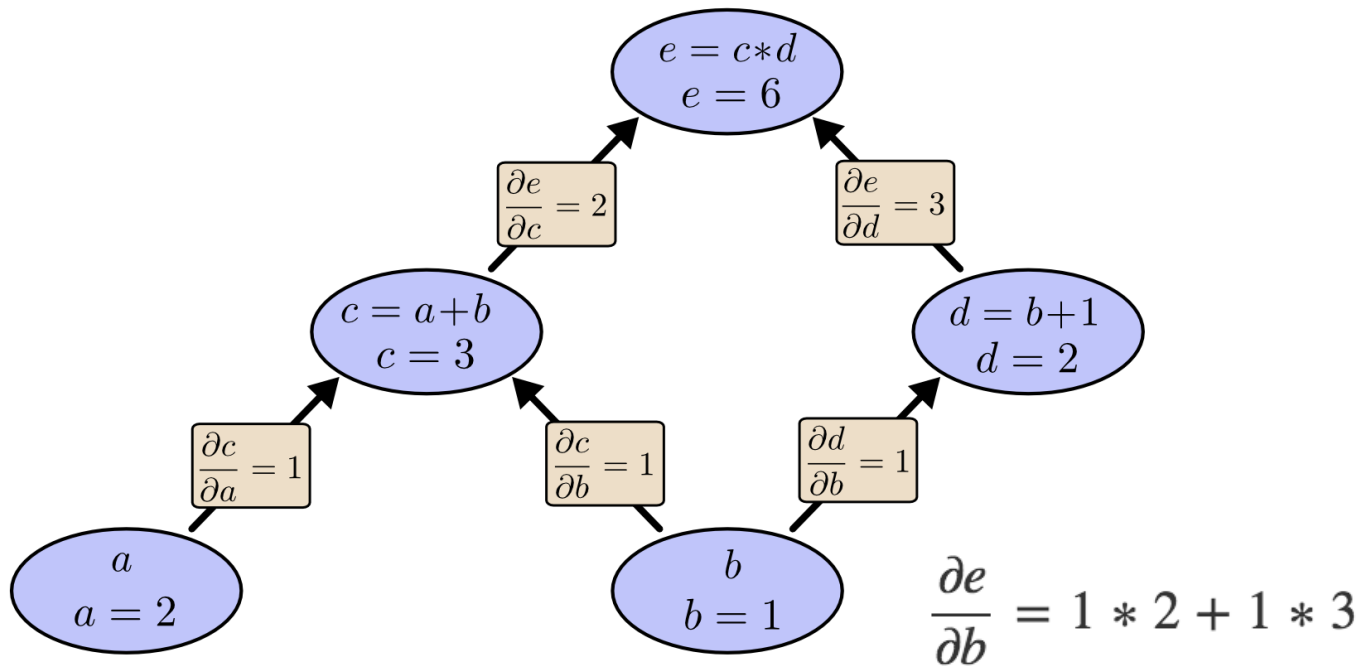 e = c*d
e = 6
∂e/∂c = 2
∂e/∂d = 3
c = a+b
c = 3
d = b+1
d = 2
∂c/∂a = 1
∂c/∂b = 1
∂d/∂b = 1
a
a = 2
b
b = 1
∂e/∂b = 1 * 2 + 1 * 3